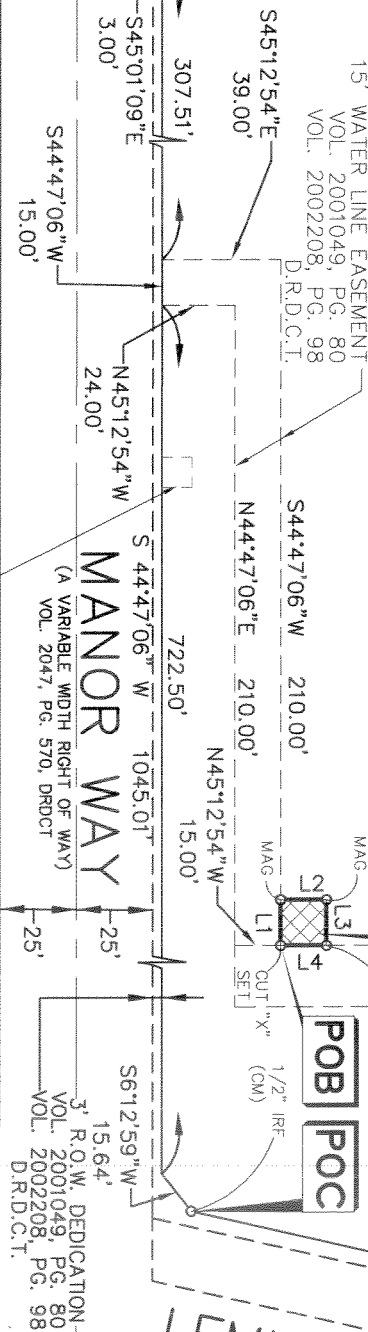 15' WATER LINE EASEMENT
VOL. 2001049, PG. 80
VOL. 2002208, PG. 98
D.R.D.C.T.
S45°12'54"E
39.00'
307.51'
S45°01'09"E
3.00'
S44°47'06"W
15.00'
N45°12'54"W
24.00'
S44°47'06"W 210.00'
N44°47'06"E 210.00'
722.50'
S 44°47'06" W 1045.01'
MANOR WAY
(A VARIABLE WIDTH RIGHT OF WAY)
VOL. 2047, PG. 570, DRDCT
N45°12'54"W
15.00'
MAG
MAG
L2
L3
L1
L4
CUT "X"
SET
POB
POC
1/2" IRF
(CM)
25'
25'
S6°12'59"W
15.64'
3' R.O.W. DEDICATION
VOL. 2001049, PG. 80
VOL. 2002208, PG. 98
D.R.D.C.T.